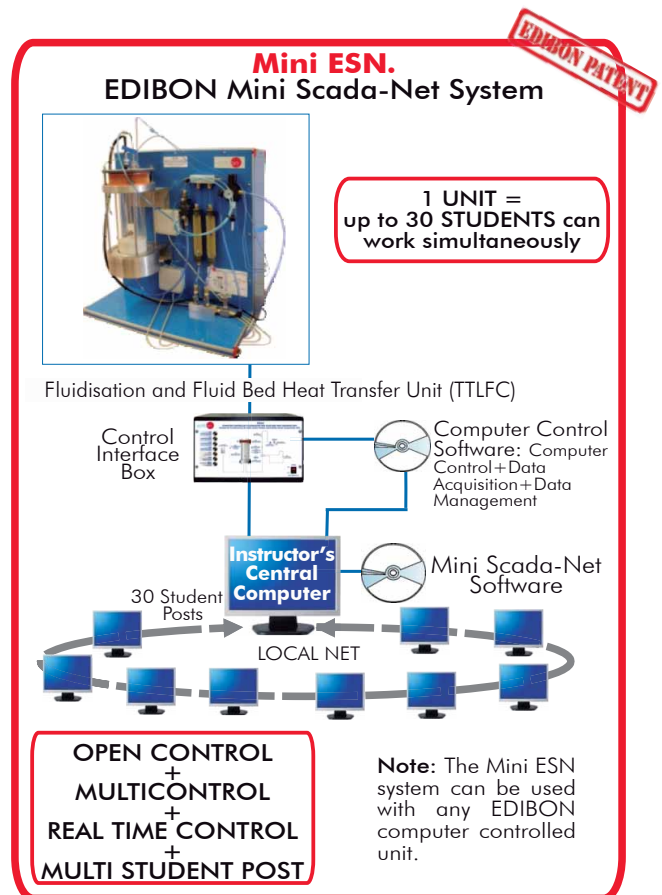 EDIBON PATENT
Mini ESN.
EDIBON Mini Scada-Net System
1 UNIT =
up to 30 STUDENTS can
work simultaneously
Fluidisation and Fluid Bed Heat Transfer Unit (TTLFC)
Control
Interface
Box
Computer Control
Software: Computer
Control+Data
Acquisition+Data
Management
Instructor's
Central
Computer
Mini Scada-Net
Software
30 Student
Posts
LOCAL NET
OPEN CONTROL
+
MULTICONTROL
+
REAL TIME CONTROL
+
MULTI STUDENT POST
Note: The Mini ESN
system can be used
with any EDIBON
computer controlled
unit.